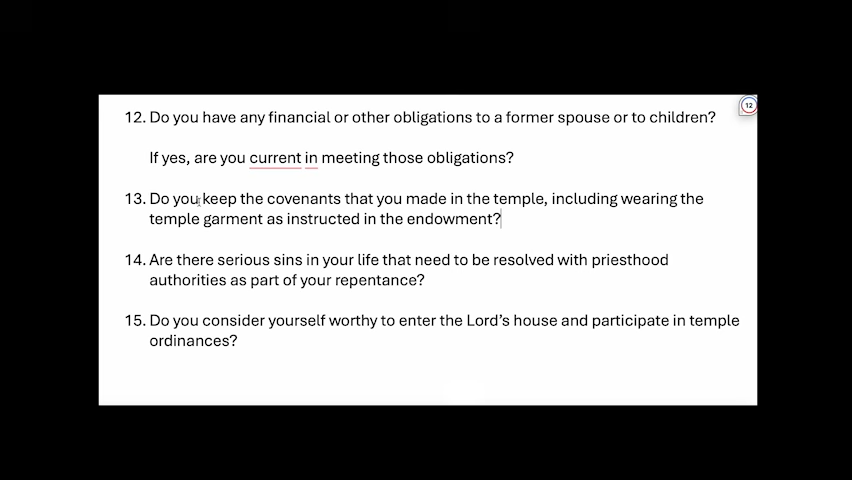 12
12. Do you have any financial or other obligations to a former spouse or to children?
If yes, are you current in meeting those obligations?
13. Do you keep the covenants that you made in the temple, including wearing the
temple garment as instructed in the endowment?
14. Are there serious sins in your life that need to be resolved with priesthood
authorities as part of your repentance?
15. Do you consider yourself worthy to enter the Lord’s house and participate in temple
ordinances?